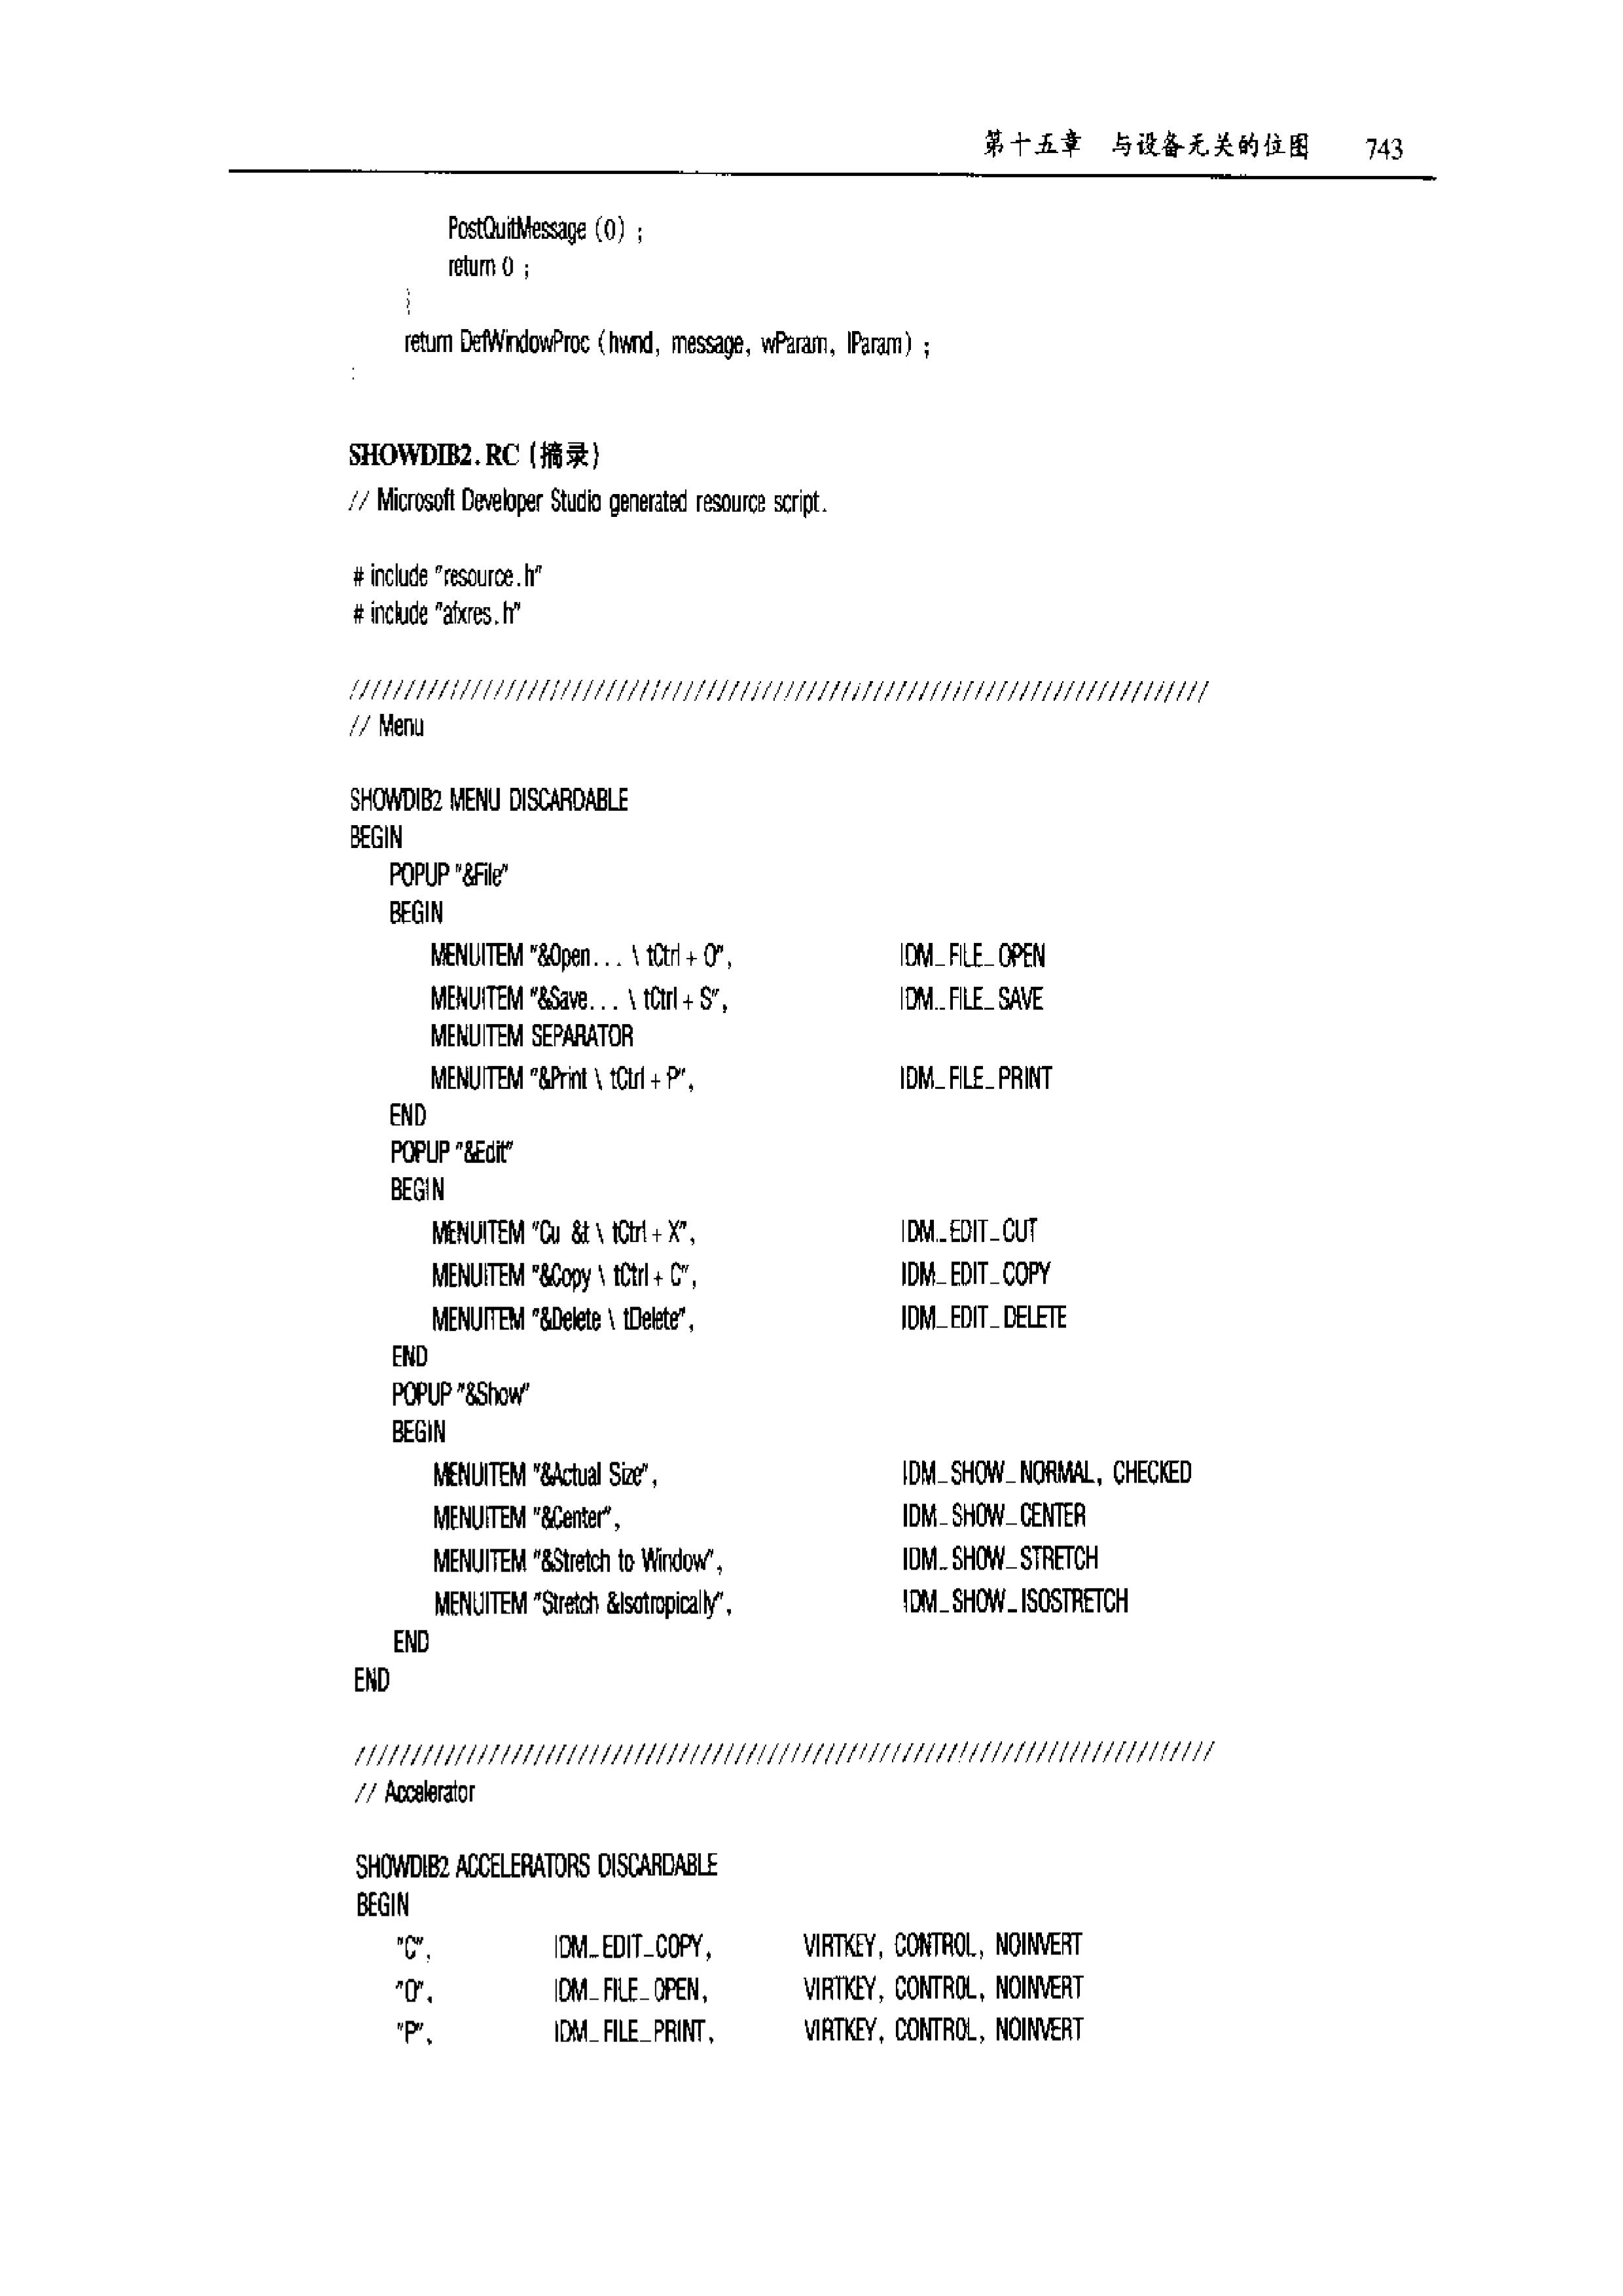 第十五章 与设备无关的位图 743
PostQuitMessage (0) ;
return 0 ;
}
return DefWindowProc (hwnd, message, wParam, lParam) ;
SHOWDIB2. RC (摘录)
// Microsoft Developer Studio generated resource script.
# include "resource.h"
# include "afxres.h"
/////////////////////////////////////////////////////////////////////////////
// Menu
SHOWDIB2 MENU DISCARDABLE
BEGIN
POPUP "&File"
BEGIN
MENUITEM "&Open... \ tCtrl + O", IDM_FILE_OPEN
MENUITEM "&Save... \ tCtrl + S", IDM_FILE_SAVE
MENUITEM SEPARATOR
MENUITEM "&Print \ tCtrl + P", IDM_FILE_PRINT
END
POPUP "&Edit"
BEGIN
MENUITEM "Cu &t \ tCtrl + X", IDM_EDIT_CUT
MENUITEM "&Copy \ tCtrl + C", IDM_EDIT_COPY
MENUITEM "&Delete \ tDelete", IDM_EDIT_DELETE
END
POPUP "&Show"
BEGIN
MENUITEM "&Actual Size", IDM_SHOW_NORMAL, CHECKED
MENUITEM "&Center", IDM_SHOW_CENTER
MENUITEM "&Stretch to Window", IDM_SHOW_STRETCH
MENUITEM "Stretch &Isotropically", IDM_SHOW_ISOSTRETCH
END
END
/////////////////////////////////////////////////////////////////////////////
// Accelerator
SHOWDIB2 ACCELERATORS DISCARDABLE
BEGIN
"C", IDM_EDIT_COPY, VIRTKEY, CONTROL, NOINVERT
"O", IDM_FILE_OPEN, VIRTKEY, CONTROL, NOINVERT
"P", IDM_FILE_PRINT, VIRTKEY, CONTROL, NOINVERT